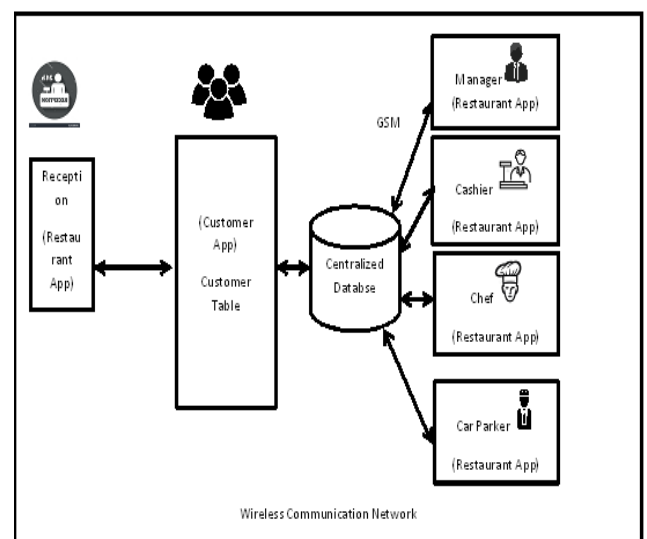 Recepti
on
(Restau
rant
App)
(Customer
App)
Customer
Table
GSM
Centralized
Databse
Manager
(Restaurant App)
Cashier
(Restaurant App)
Chef
(Restaurant App)
Car Parker
(Restaurant App)
Wireless Communication Network